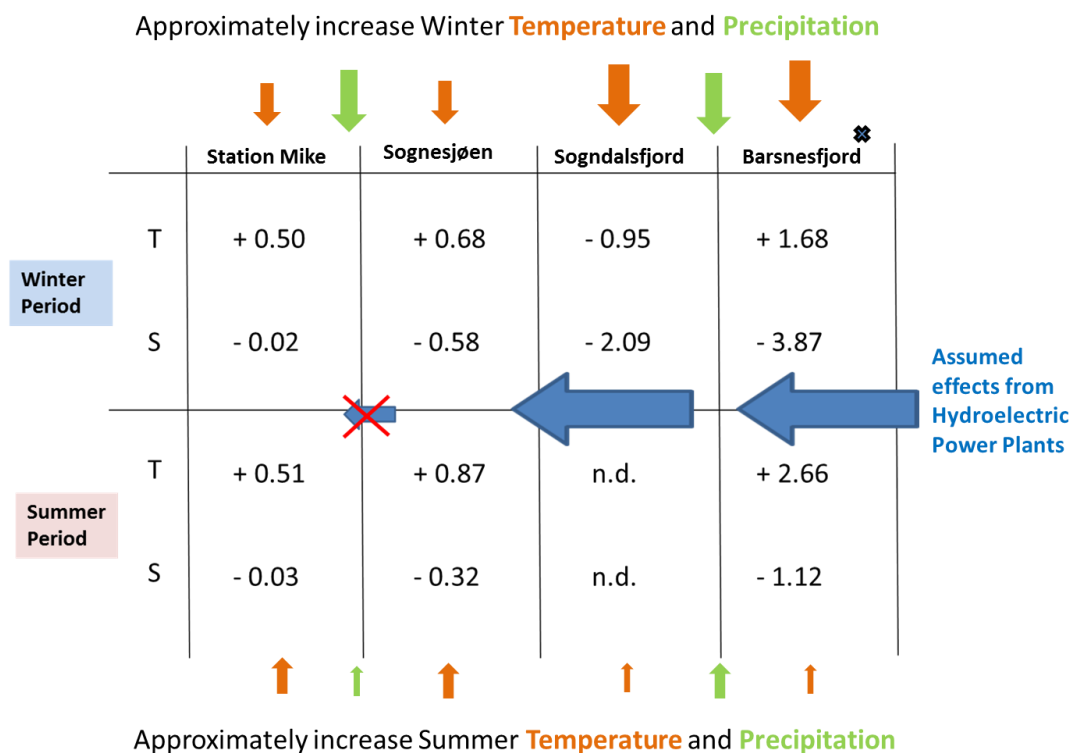 Approximately increase Winter Temperature and Precipitation
Station Mike Sognesjøen Sogndalsfjord Barsnesfjord
T + 0.50 + 0.68 - 0.95 + 1.68
Winter
Period
S - 0.02 - 0.58 - 2.09 - 3.87
Assumed
effects from
Hydroelectric
Power Plants
T + 0.51 + 0.87 n.d. + 2.66
Summer
Period
S - 0.03 - 0.32 n.d. - 1.12
Approximately increase Summer Temperature and Precipitation